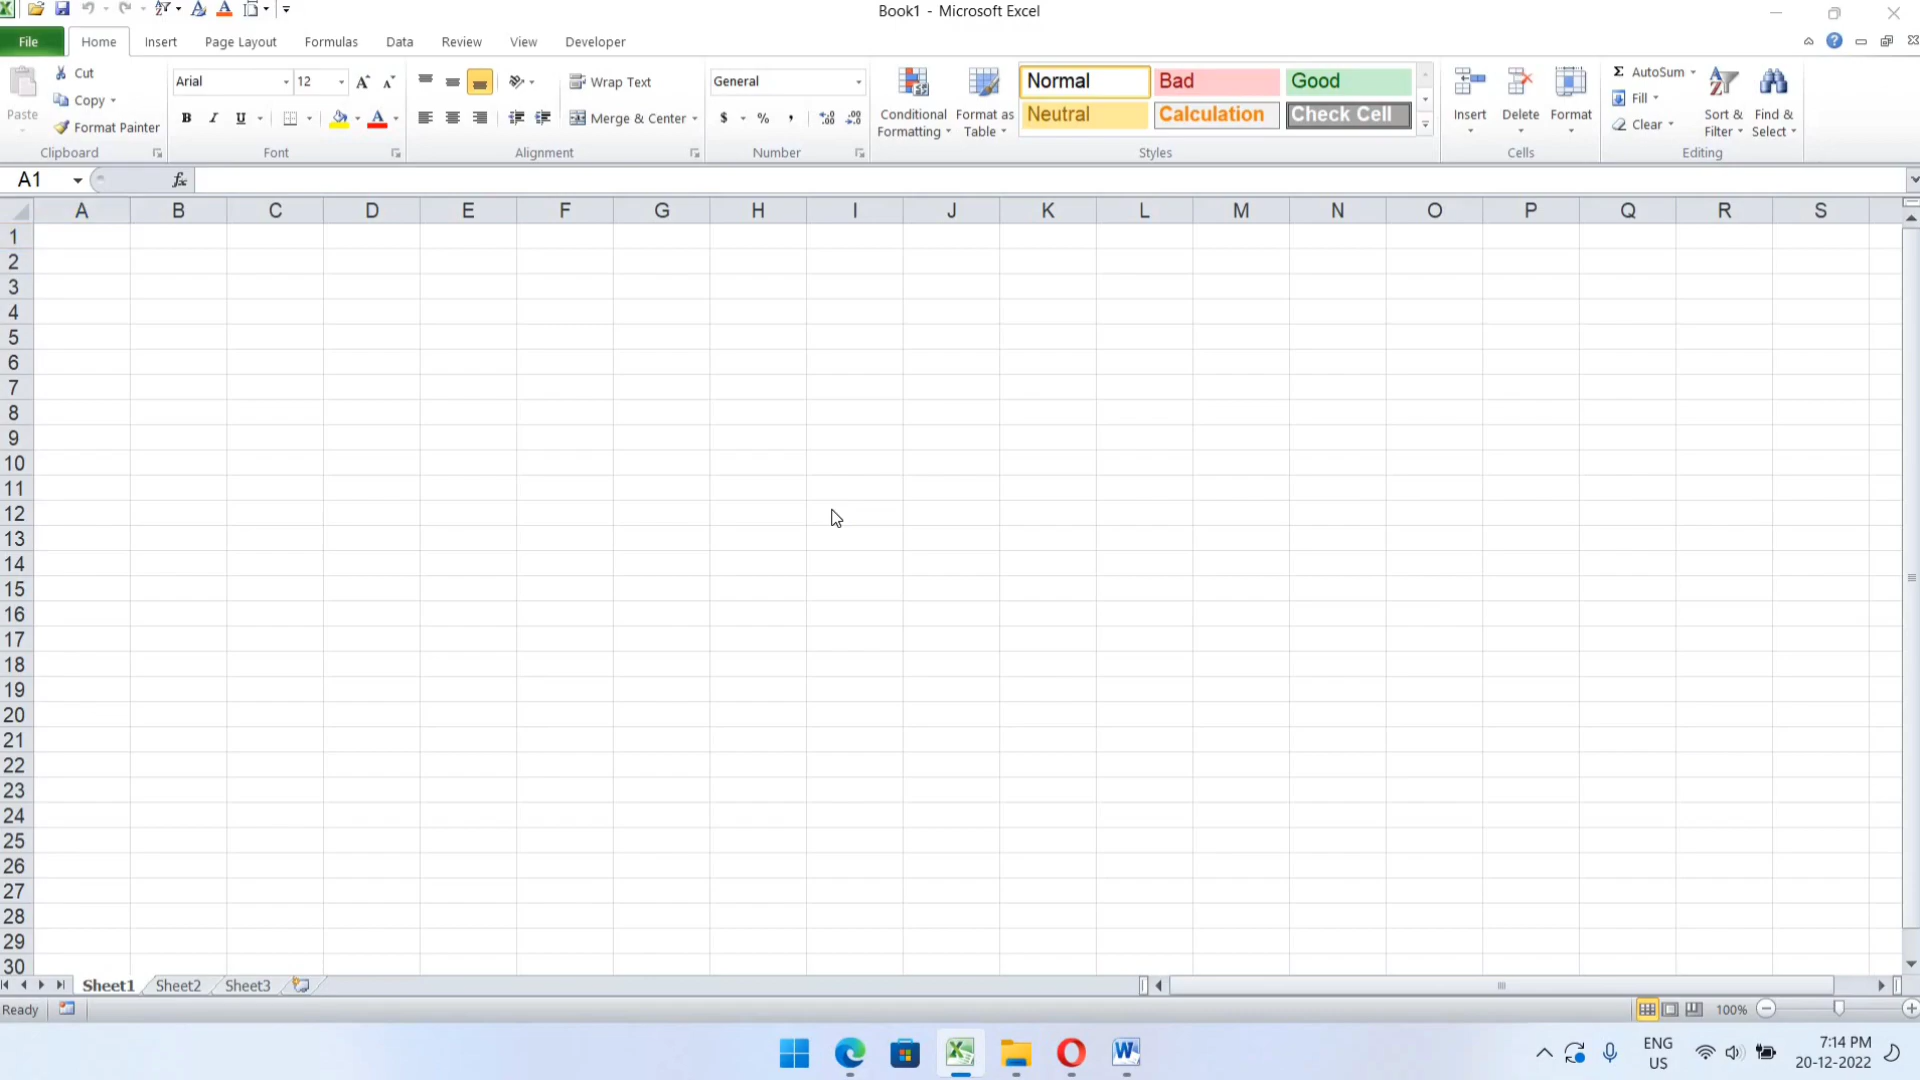 Book1 - Microsoft Excel
File Home Insert Page Layout Formulas Data Review View Developer
Paste
Cut
Copy
Format Painter
Clipboard
Arial 12
B I U
Font
Wrap Text
Merge & Center
Alignment
General
$ % ,
Number
Conditional Formatting
Format as Table
Normal Bad Good
Neutral Calculation Check Cell
Styles
Insert Delete Format
Cells
Σ AutoSum
Fill
Clear
Sort & Filter
Find & Select
Editing
A1 fx
A B C D E F G H I J K L M N O P Q R S
1
2
3
4
5
6
7
8
9
10
11
12
13
14
15
16
17
18
19
20
21
22
23
24
25
26
27
28
29
30
Sheet1 Sheet2 Sheet3
Ready 100%
ENG
US
7:14 PM
20-12-2022